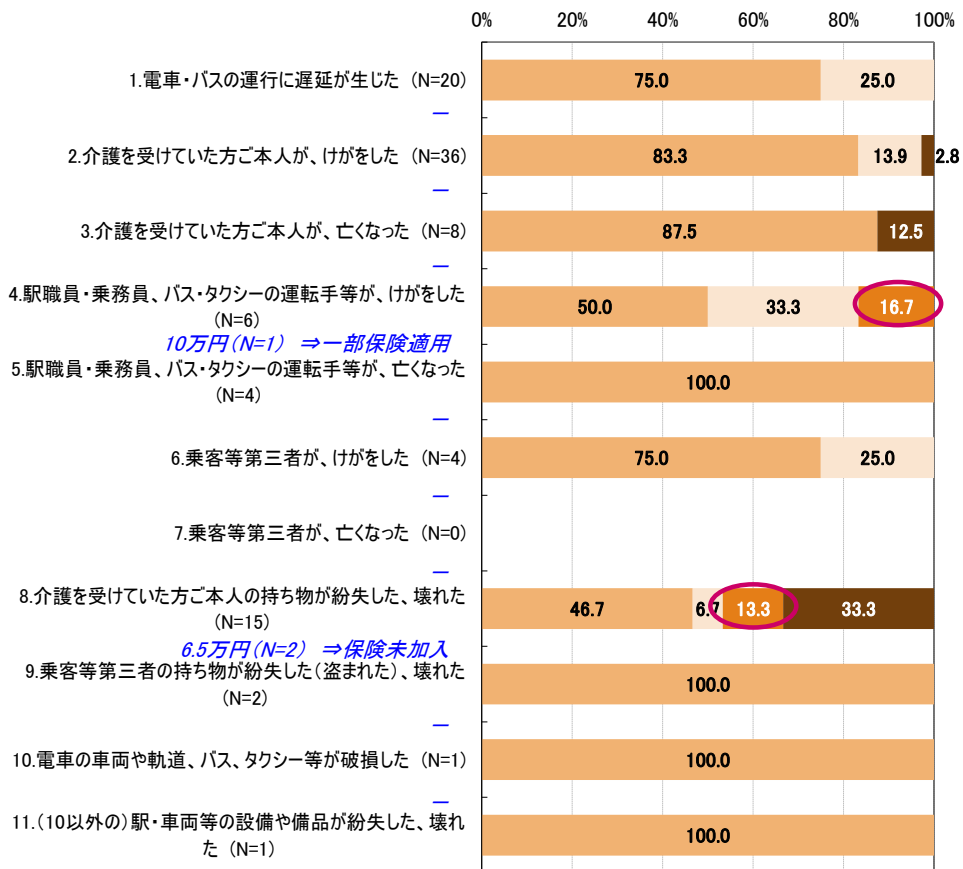 0% 20% 40% 60% 80% 100%
1.電車・バスの運行に遅延が生じた (N=20) 75.0 25.0
―
2.介護を受けていた方ご本人が、けがをした (N=36) 83.3 13.9 2.8
―
3.介護を受けていた方ご本人が、亡くなった (N=8) 87.5 12.5
―
4.駅職員・乗務員、バス・タクシーの運転手等が、けがをした
(N=6) 50.0 33.3 16.7
10万円(N=1) ⇒一部保険適用
5.駅職員・乗務員、バス・タクシーの運転手等が、亡くなった
(N=4) 100.0
―
6.乗客等第三者が、けがをした (N=4) 75.0 25.0
―
7.乗客等第三者が、亡くなった (N=0)
―
8.介護を受けていた方ご本人の持ち物が紛失した、壊れた
(N=15) 46.7 6.7 13.3 33.3
6.5万円(N=2) ⇒保険未加入
9.乗客等第三者の持ち物が紛失した(盗まれた)、壊れた
(N=2) 100.0
―
10.電車の車両や軌道、バス、タクシー等が破損した (N=1) 100.0
―
11.(10以外の)駅・車両等の設備や備品が紛失した、壊れ
た (N=1) 100.0